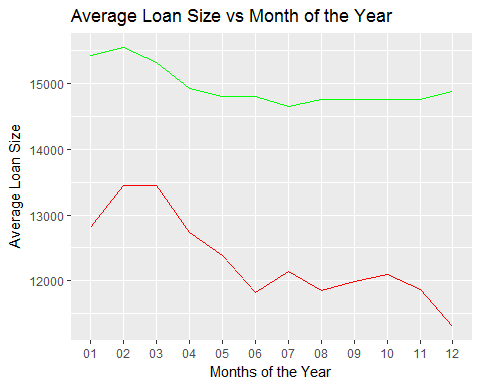 Average Loan Size vs Month of the Year
Average Loan Size
15000
14000
13000
12000
01 02 03 04 05 06 07 08 09 10 11 12
Months of the Year